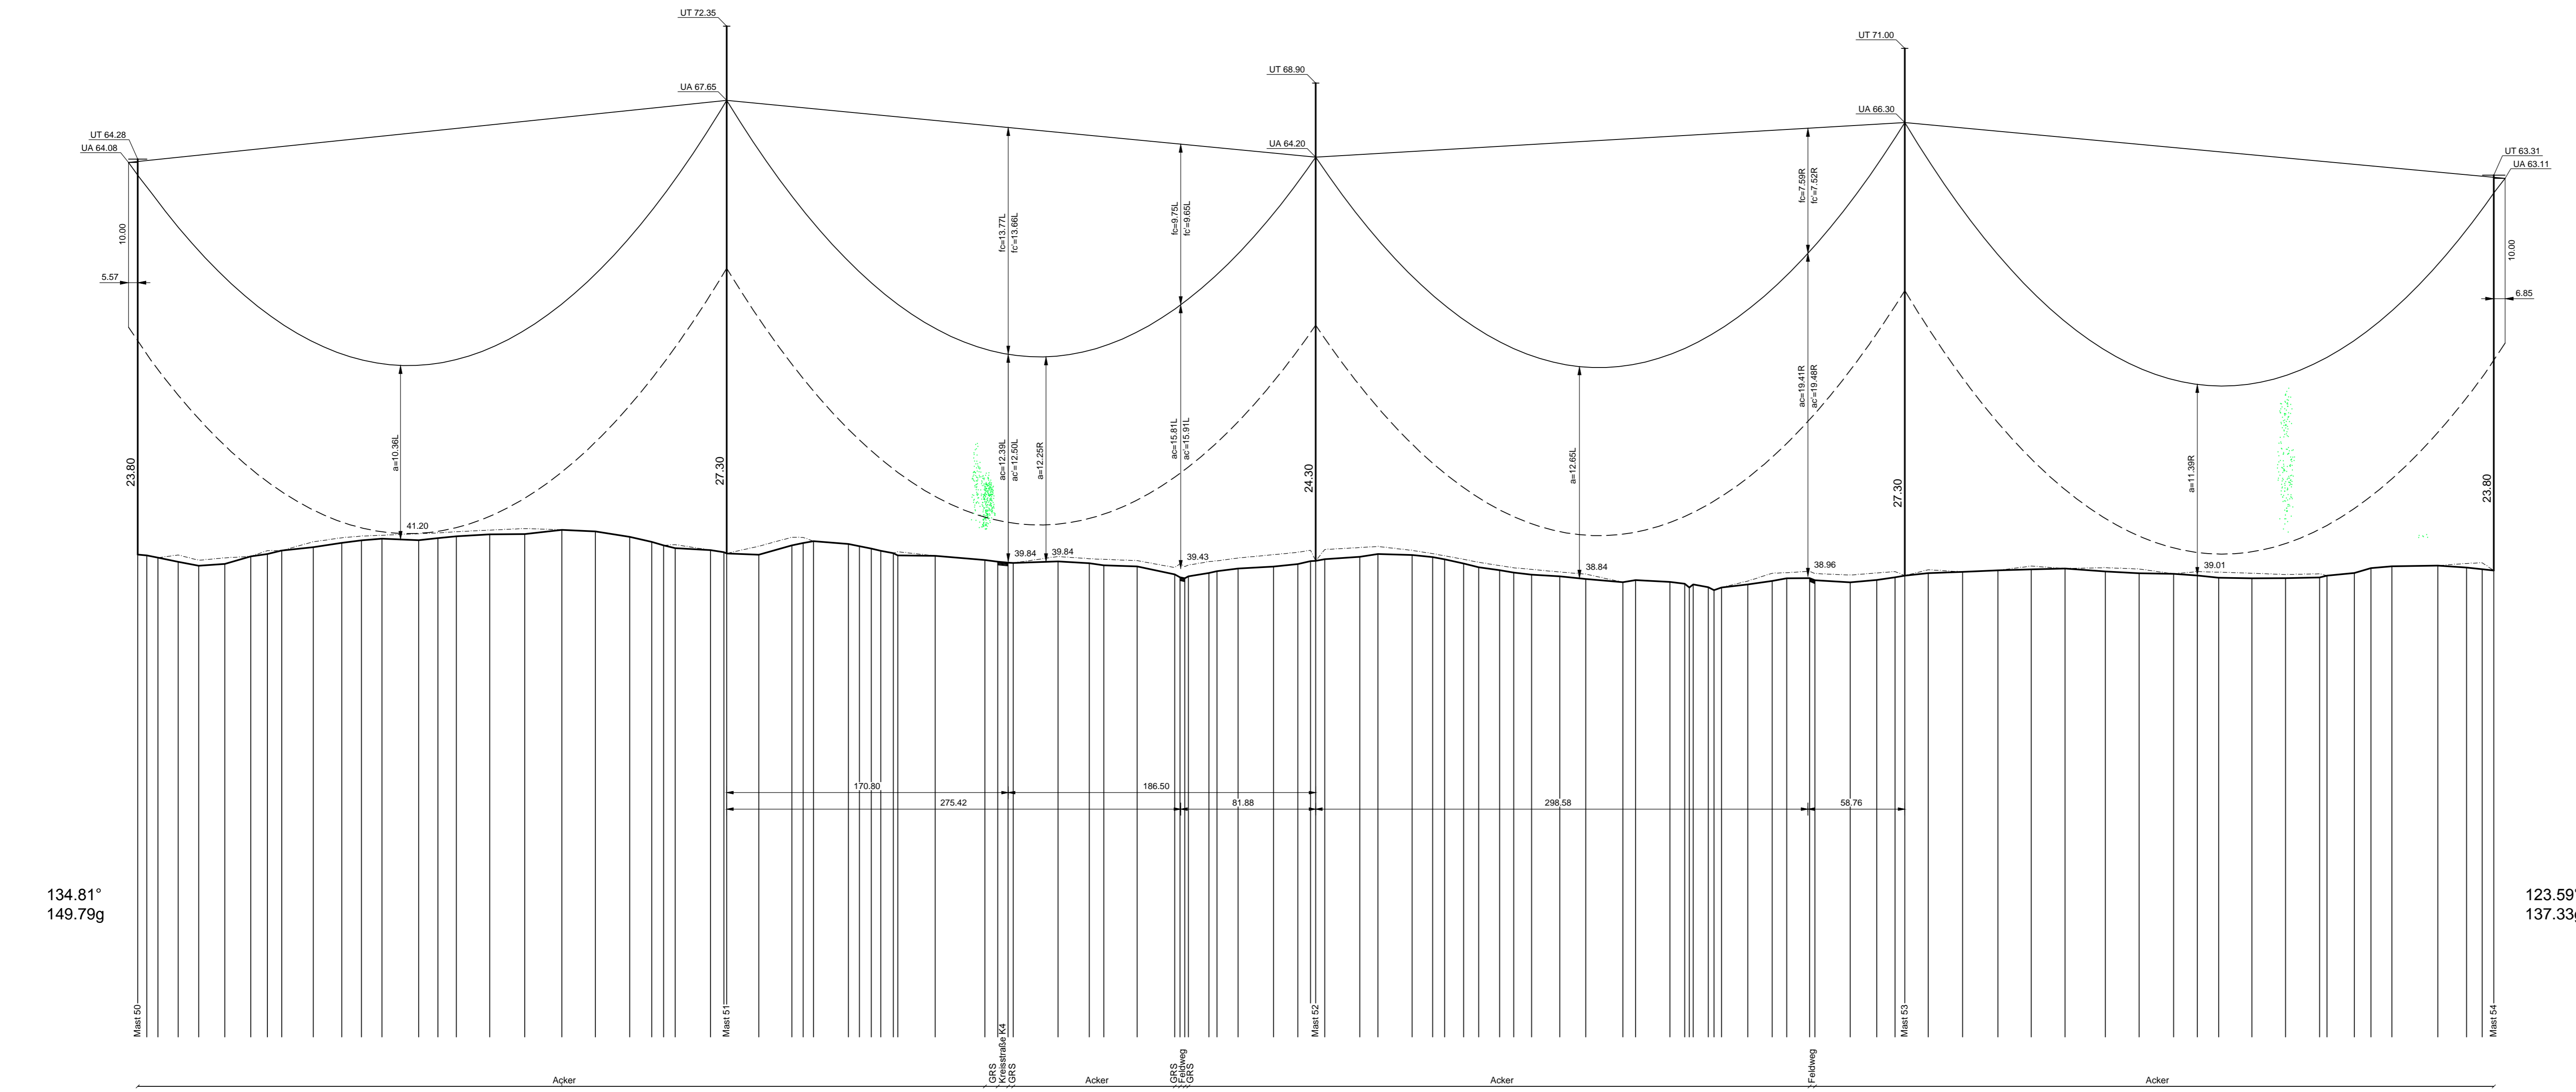 UT 72.35
UT 71.00
UT 68.90
UA 67.65
UA 66.30
UT 64.28
UA 64.08
UA 64.20
UT 63.31
UA 63.11
10.00
5.57
fc=13.77L
fc'=13.66L
fc=9.75L
fc'=9.65L
fc=7.59R
fc'=7.52R
10.00
6.85
23.80
a=10.36L
41.20
27.30
ac=12.39L
ac'=12.50L
a=12.25R
39.84
39.84
ac=15.81L
ac'=15.91L
39.43
24.30
a=12.65L
38.84
ac=19.41R
ac'=19.48R
38.96
27.30
a=11.39R
39.01
23.80
170.80
186.50
275.42
81.88
298.58
58.76
134.81°
149.79g
123.59°
137.33g
Mast 50
Mast 51
Mast 52
Mast 53
Mast 54
Acker
GRS
Kreisstraße K4
GRS
Acker
GRS
Feldweg
GRS
Acker
Feldweg
Acker